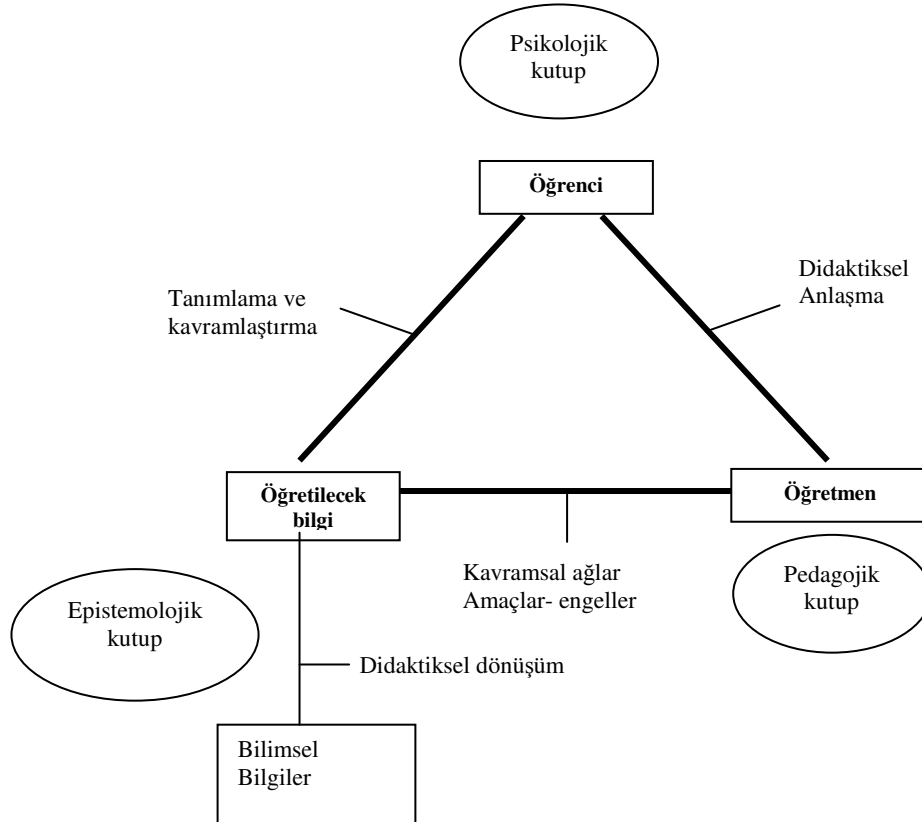 Psikolojik
kutup
Öğrenci
Didaktiksel
Anlaşma
Tanımlama ve
kavramlaştırma
Öğretilecek
bilgi
Öğretmen
Kavramsal ağlar
Amaçlar- engeller
Pedagojik
kutup
Epistemolojik
kutup
Didaktiksel dönüşüm
Bilimsel
Bilgiler